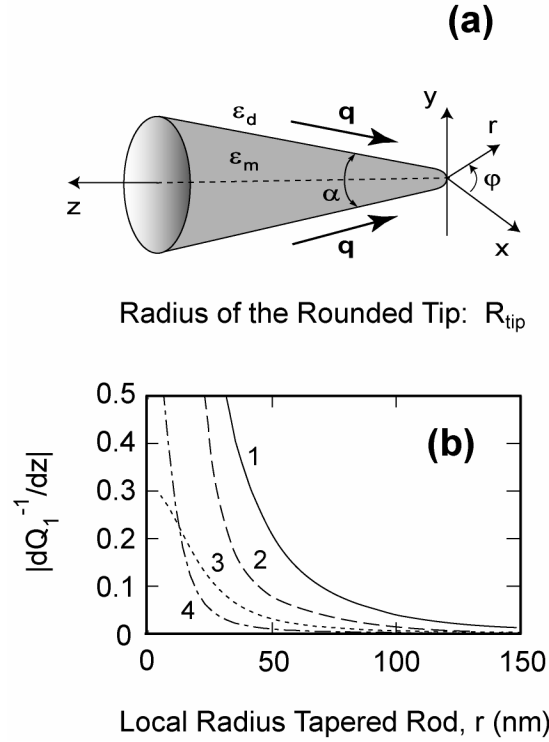 (a)
y
ε_d
q
r
ε_m
φ
z
α
q
x
Radius of the Rounded Tip: R_tip
0.5
(b)
0.4
1
0.3
0.2
2
3
0.1
4
0
0 50 100 150
|dQ₁⁻¹/dz|
Local Radius Tapered Rod, r (nm)